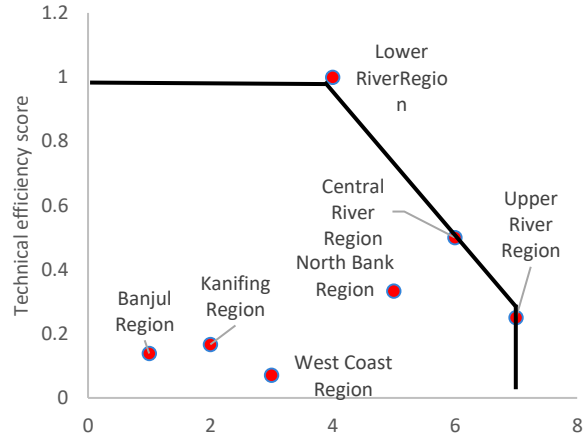 1.2
1
0.8
0.6
0.4
0.2
0
Technical efficiency score
Lower
RiverRegio
n
Central
River
Region
Upper
River
Region
North Bank
Region
Kanifing
Region
Banjul
Region
West Coast
Region
0 2 4 6 8